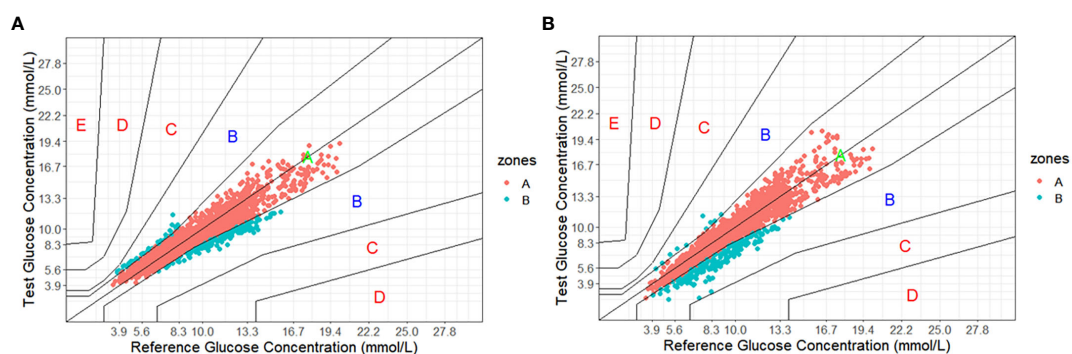 A
Test Glucose Concentration (mmol/L)
27.8
25.0
22.2
19.4
16.7
13.3
10.0
8.3
5.6
3.9
E
D
C
B
A
B
C
D
3.9 5.6 8.3 10.0 13.3 16.7 19.4 22.2 25.0 27.8
Reference Glucose Concentration (mmol/L)
zones
A
B
B
Test Glucose Concentration (mmol/L)
27.8
25.0
22.2
19.4
16.7
13.3
10.0
8.3
5.6
3.9
E
D
C
B
A
B
C
D
3.9 5.6 8.3 10.0 13.3 16.7 19.4 22.2 25.0 27.8
Reference Glucose Concentration (mmol/L)
zones
A
B